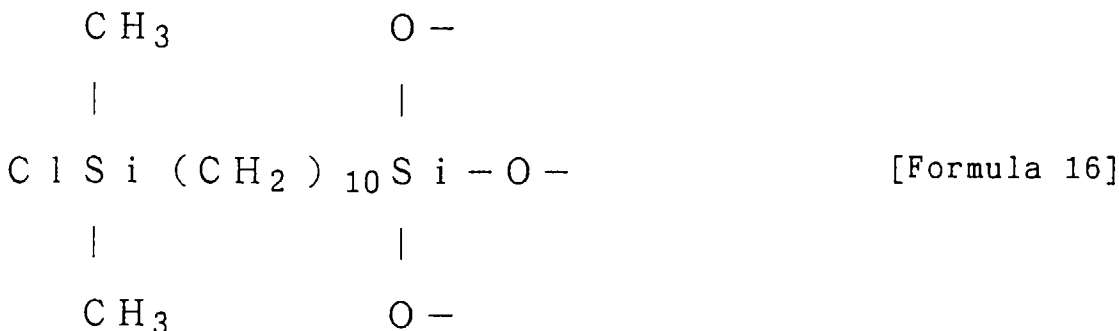 CH3 O-
| |
ClSi(CH2)10Si-O- [Formula 16]
| |
CH3 O-